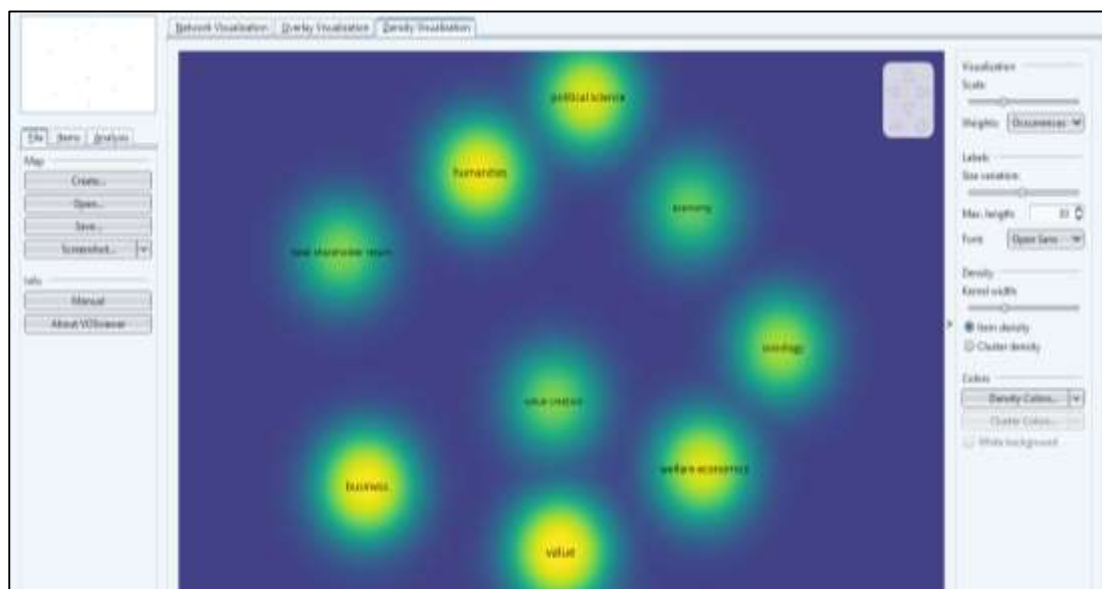 Network Visualization
Overlay Visualization
Density Visualization
File
Items
Analysis
Map
Create...
Open...
Save...
Screenshot...
Info
Manual
About VOSviewer
political science
humanities
economy
total shareholder return
sociology
value creation
welfare economics
business
value
Visualization
Scale:
Weights: Occurrences
Labels
Size variation:
Max. length:
Font: Open Sans
Density
Kernel width:
Item density
Cluster density
Colors
Density Colors...
Cluster Colors...
White background